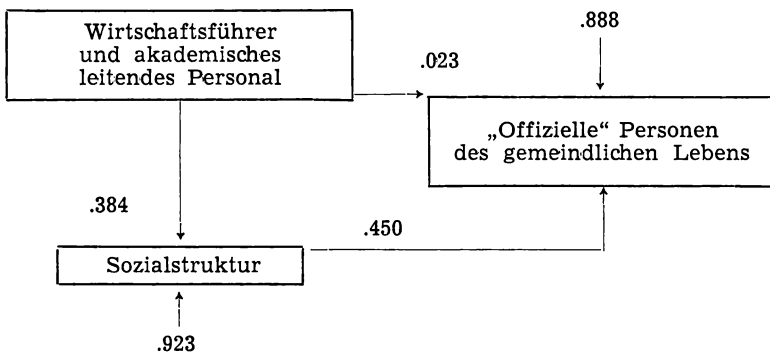 Wirtschaftsführer
und akademisches
leitendes Personal
.888
.023
„Offizielle“ Personen
des gemeindlichen Lebens
.384
.450
Sozialstruktur
.923